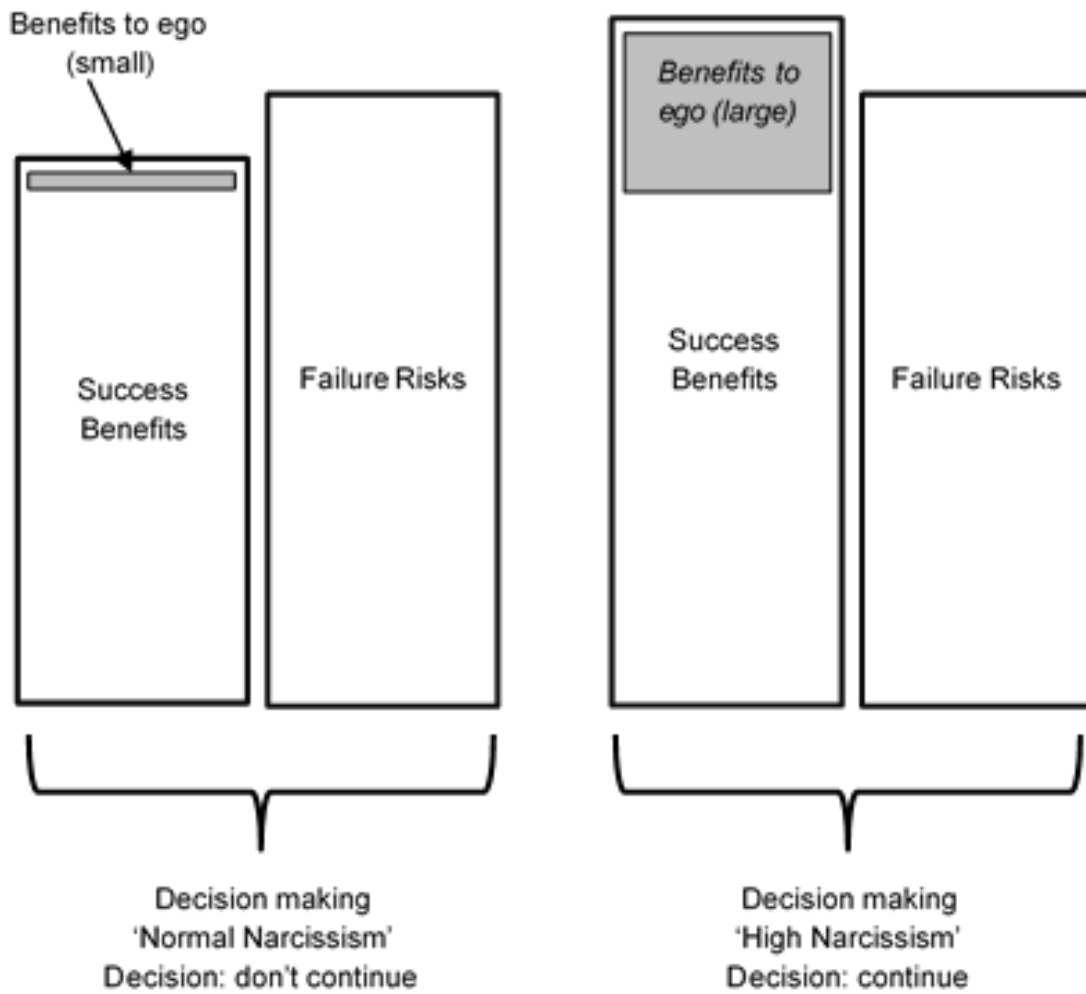 Benefits to ego
(small)
Success
Benefits
Failure Risks
Decision making
‘Normal Narcissism’
Decision: don’t continue
Benefits to
ego (large)
Success
Benefits
Failure Risks
Decision making
‘High Narcissism’
Decision: continue